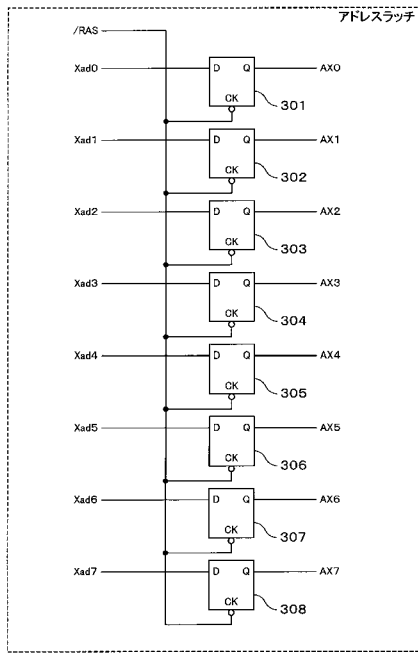 アドレスラッチ
/RAS
Xad0 D Q AX0
CK
301
Xad1 D Q AX1
CK
302
Xad2 D Q AX2
CK
303
Xad3 D Q AX3
CK
304
Xad4 D Q AX4
CK
305
Xad5 D Q AX5
CK
306
Xad6 D Q AX6
CK
307
Xad7 D Q AX7
CK
308